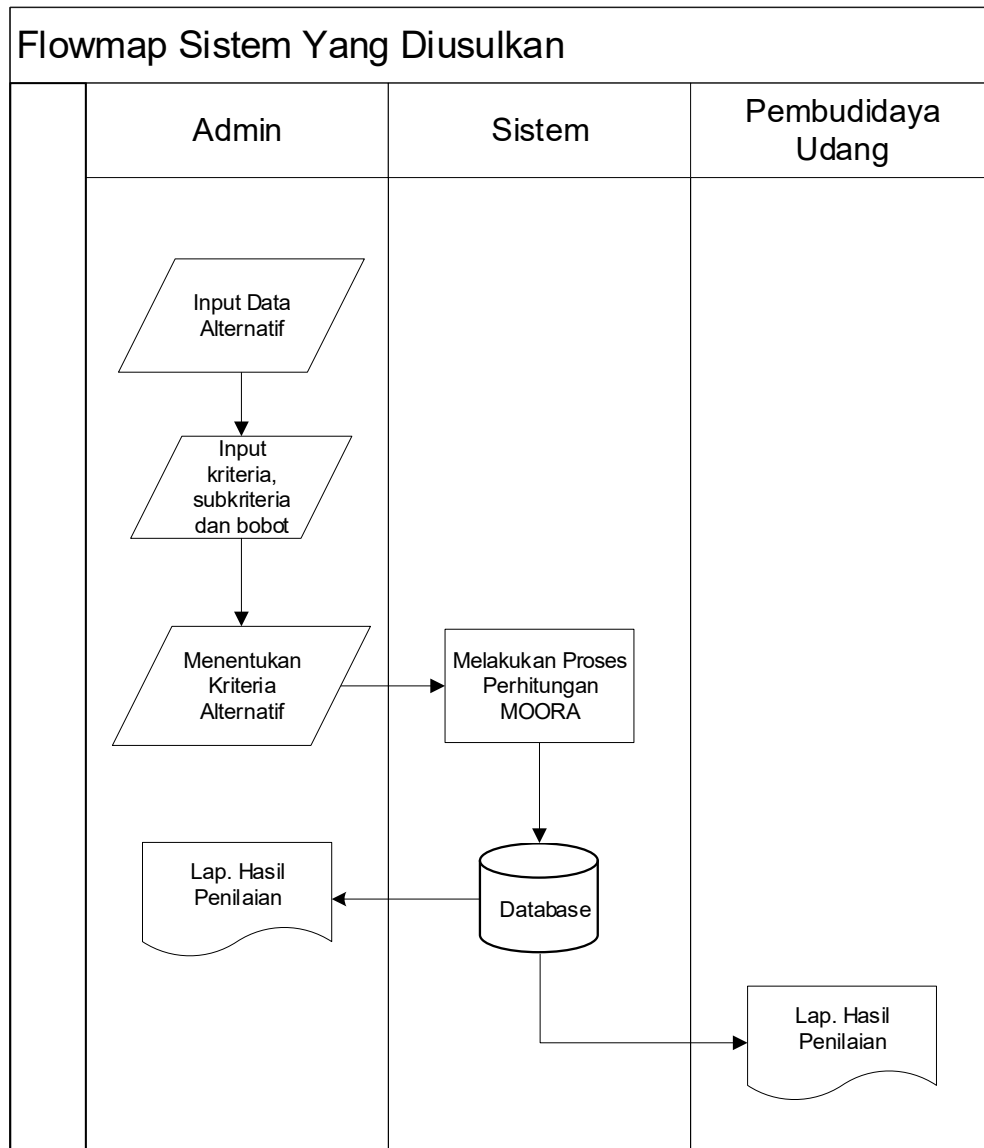 Flowmap Sistem Yang Diusulkan
Admin
Sistem
Pembudidaya
Udang
Input Data
Alternatif
Input
kriteria,
subkriteria
dan bobot
Menentukan
Kriteria
Alternatif
Melakukan Proses
Perhitungan
MOORA
Lap. Hasil
Penilaian
Database
Lap. Hasil
Penilaian